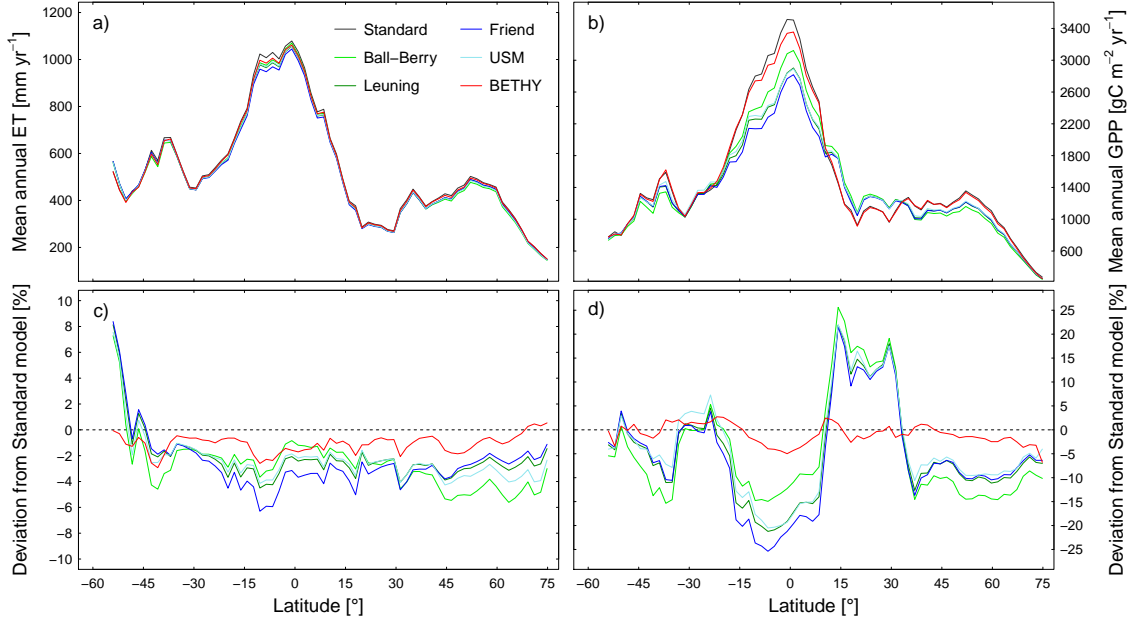 a)
Standard
Ball−Berry
Leuning
Friend
USM
BETHY
1200
1000
800
600
400
200
Mean annual ET [mm yr−1]
b)
3400
3000
2600
2200
1800
1400
1000
600
Mean annual GPP [gC m−2 yr−1]
c)
10
8
6
4
2
0
−2
−4
−6
−8
−10
Deviation from Standard model [%]
−60 −45 −30 −15 0 15 30 45 60 75
Latitude [°]
d)
25
20
15
10
5
0
−5
−10
−15
−20
−25
Deviation from Standard model [%]
−60 −45 −30 −15 0 15 30 45 60 75
Latitude [°]